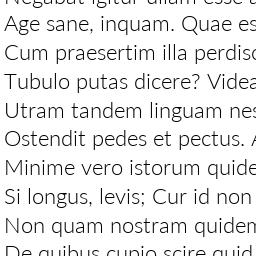 Negabat igitur ullam esse a
Age sane, inquam. Quae es
Cum praesertim illa perdisc
Tubulo putas dicere? Videa
Utram tandem linguam nes
Ostendit pedes et pectus. A
Minime vero istorum quide
Si longus, levis; Cur id non
Non quam nostram quidem
De quibus cupio scire quid